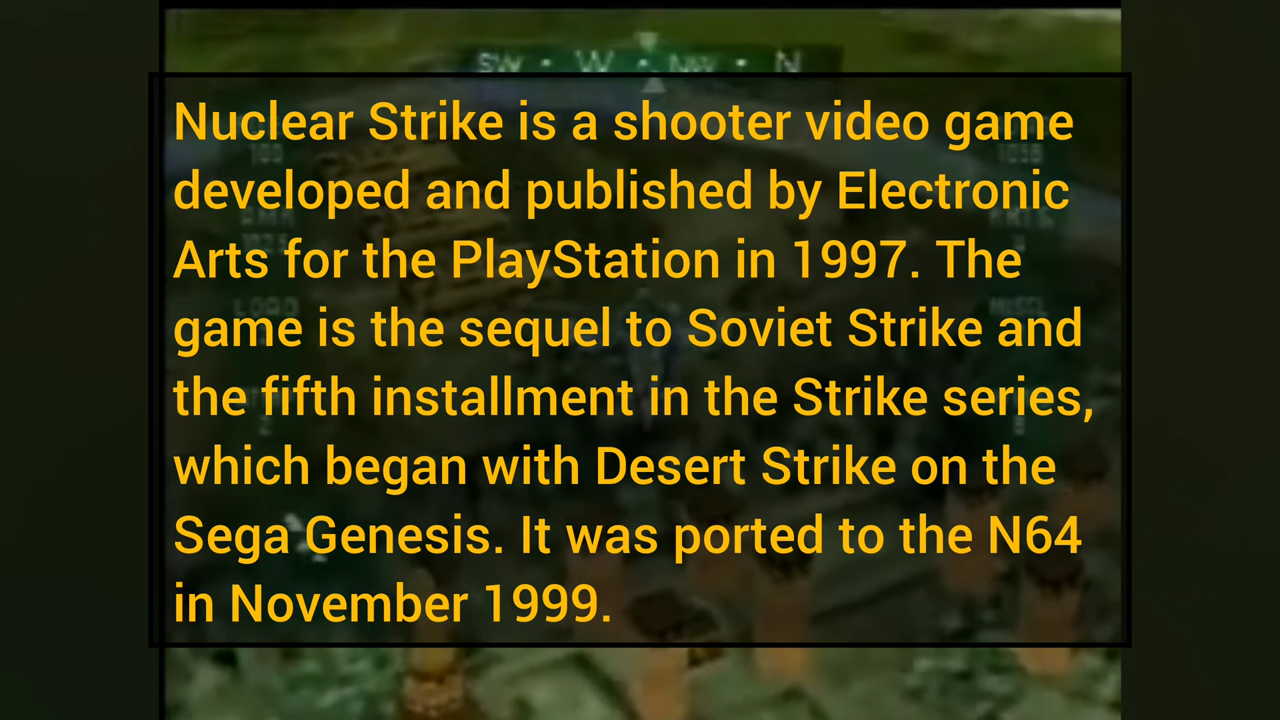 SW · W · NW · N
Nuclear Strike is a shooter video game
developed and published by Electronic
Arts for the PlayStation in 1997. The
game is the sequel to Soviet Strike and
the fifth installment in the Strike series,
which began with Desert Strike on the
Sega Genesis. It was ported to the N64
in November 1999.